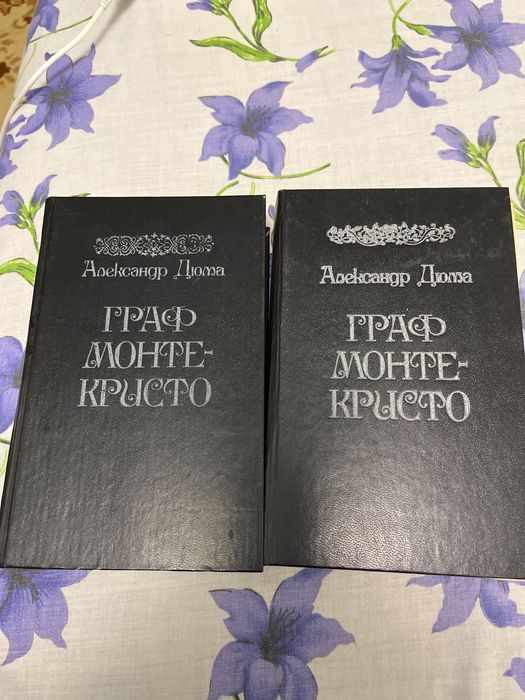 Александр Дюма
ГРАФ
МОНТЕ-
КРИСТО
Александр Дюма
ГРАФ
МОНТЕ-
КРИСТО